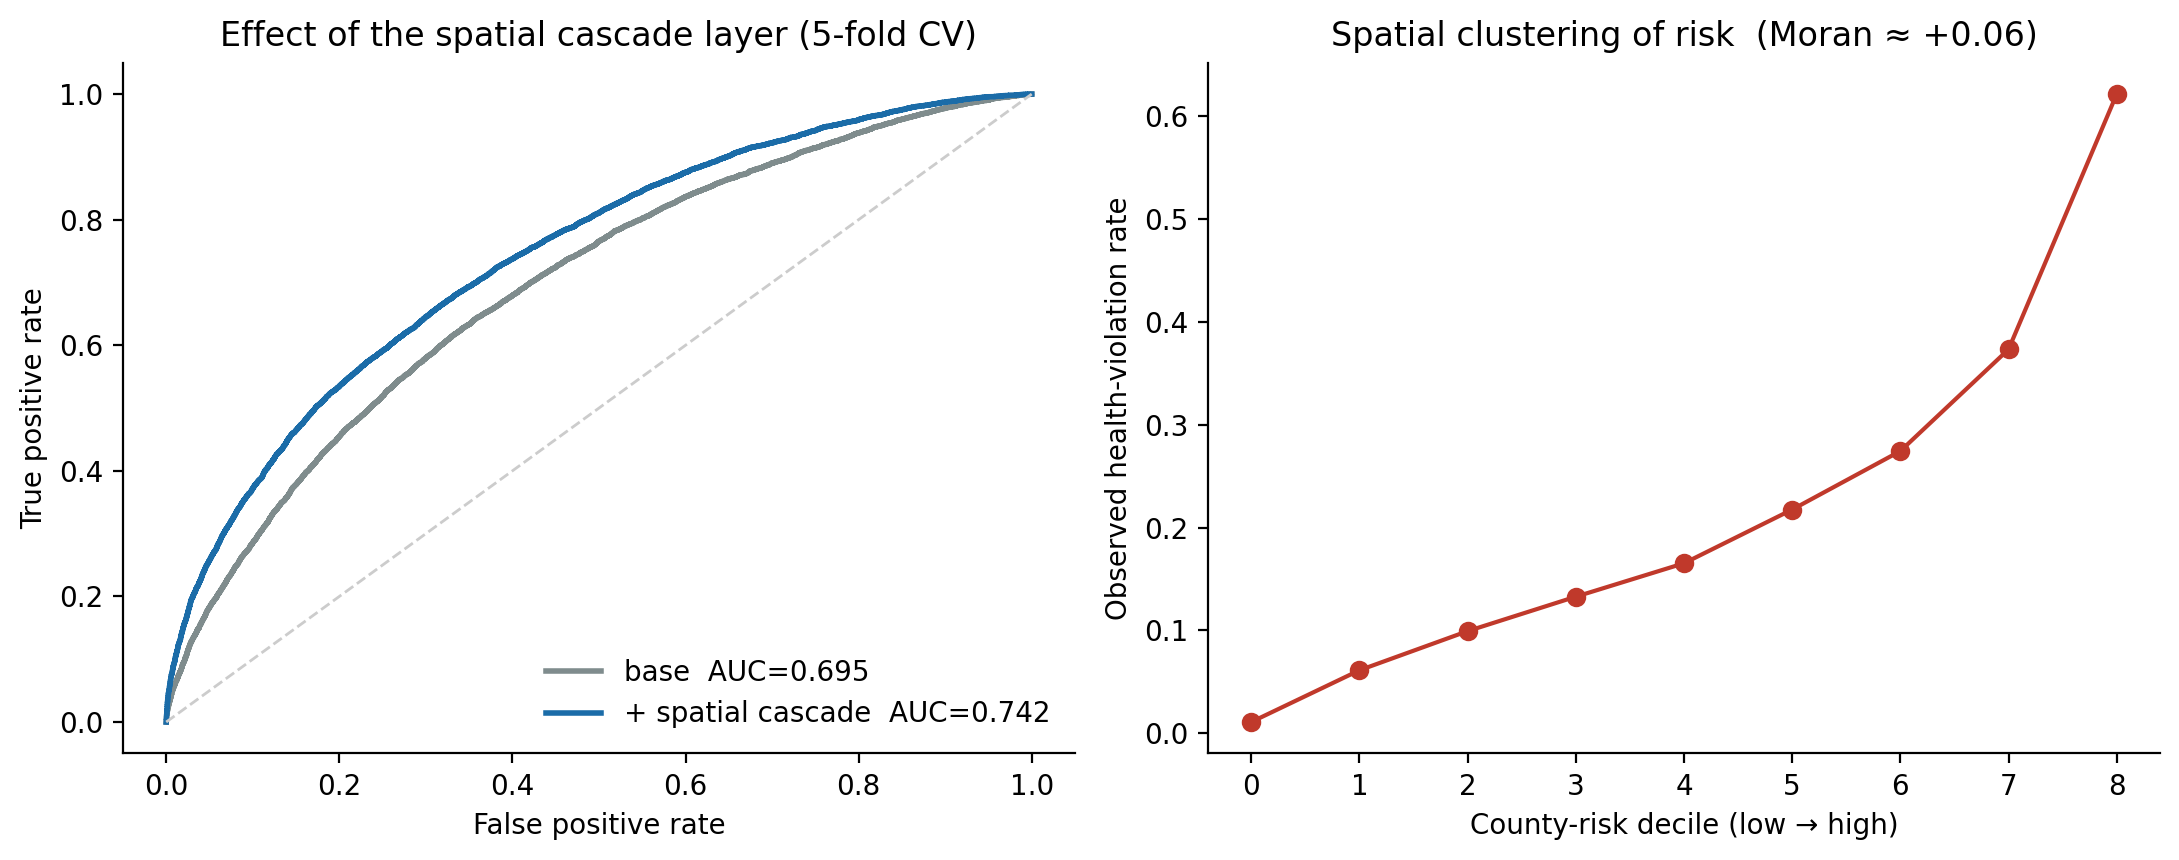 Effect of the spatial cascade layer (5-fold CV)
True positive rate
1.0
0.8
0.6
0.4
0.2
0.0
base  AUC=0.695
+ spatial cascade  AUC=0.742
0.0 0.2 0.4 0.6 0.8 1.0
False positive rate
Spatial clustering of risk  (Moran ≈ +0.06)
Observed health-violation rate
0.6
0.5
0.4
0.3
0.2
0.1
0.0
0 1 2 3 4 5 6 7 8
County-risk decile (low → high)